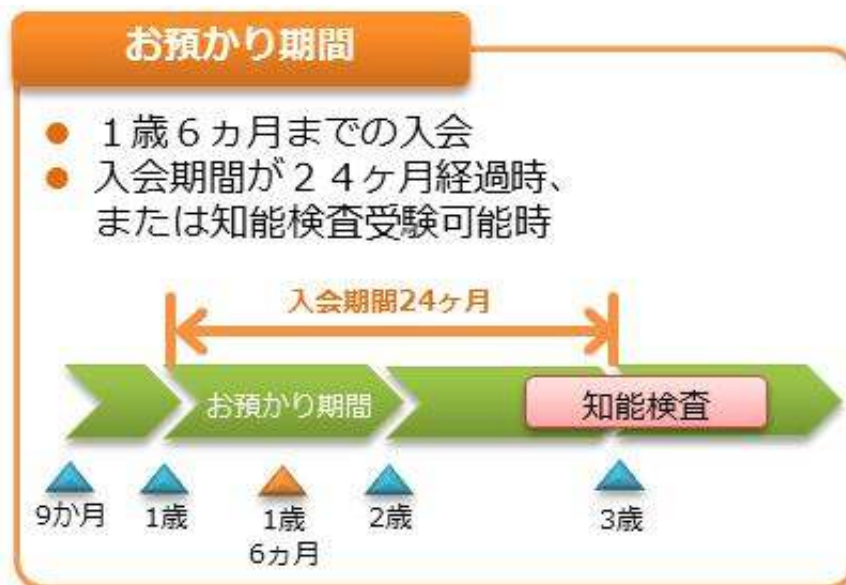 お預かり期間
１歳６ヵ月までの入会
入会期間が２４ケ月経過時、
または知能検査受験可能時
入会期間24ケ月
お預かり期間
知能検査
9か月
1歳
1歳
6ヵ月
2歳
3歳